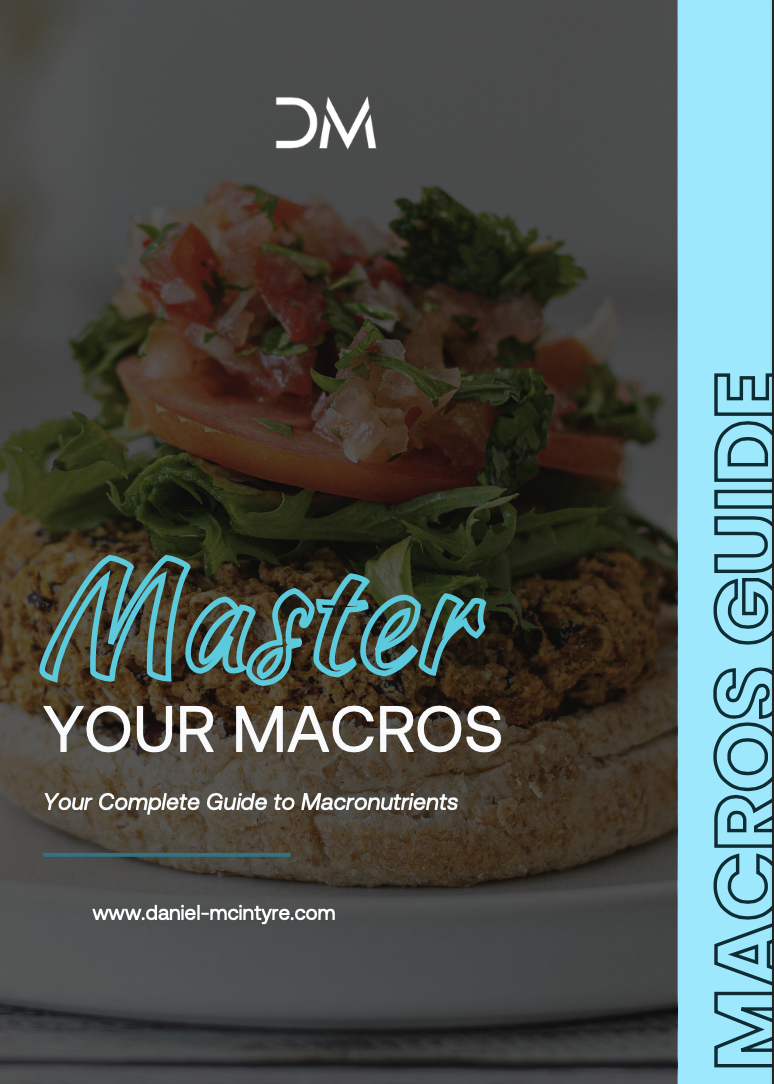 DM
Master
YOUR MACROS
Your Complete Guide to Macronutrients
www.daniel-mcintyre.com
MACROS GUIDE